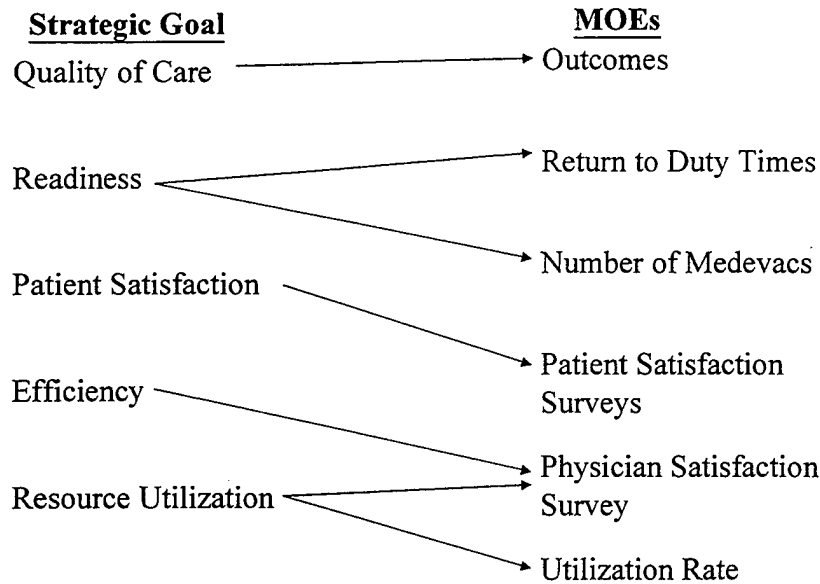 Strategic Goal
MOEs
Quality of Care
Outcomes
Readiness
Return to Duty Times
Number of Medevacs
Patient Satisfaction
Patient Satisfaction
Surveys
Efficiency
Physician Satisfaction
Survey
Resource Utilization
Utilization Rate